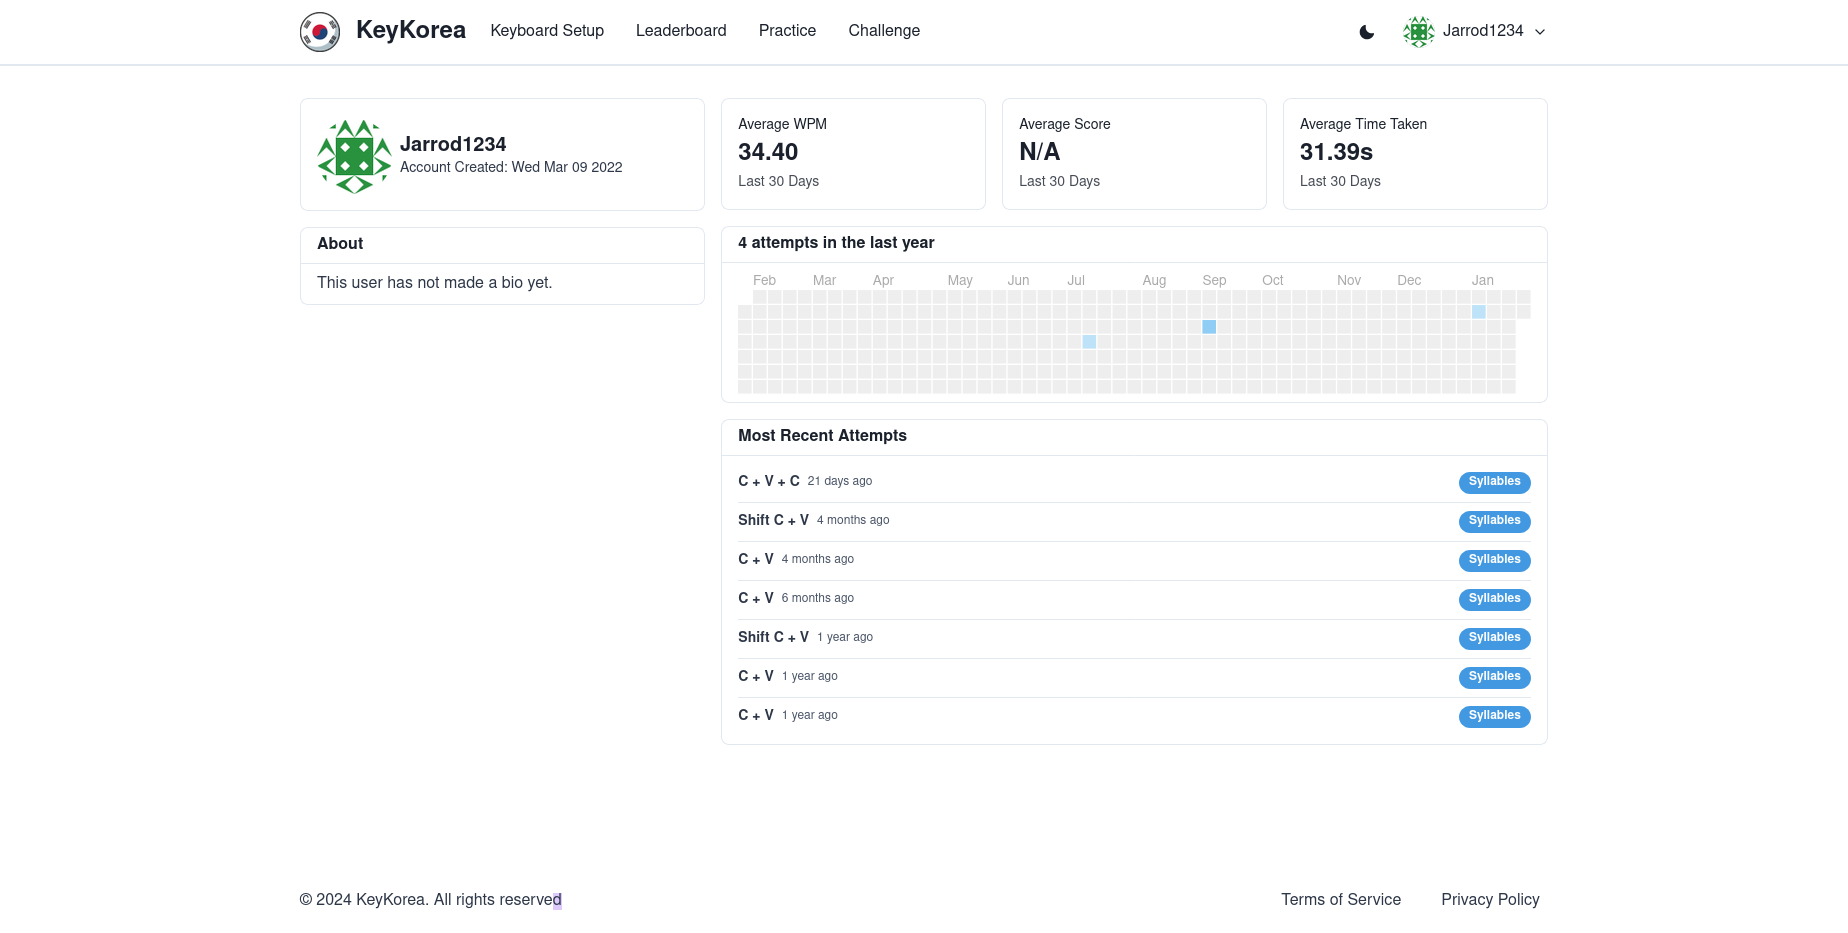 KeyKorea
Keyboard Setup
Leaderboard
Practice
Challenge
Jarrod1234
Jarrod1234
Account Created: Wed Mar 09 2022
About
This user has not made a bio yet.
Average WPM
34.40
Last 30 Days
Average Score
N/A
Last 30 Days
Average Time Taken
31.39s
Last 30 Days
4 attempts in the last year
Feb Mar Apr May Jun Jul Aug Sep Oct Nov Dec Jan
Most Recent Attempts
C + V + C 21 days ago Syllables
Shift C + V 4 months ago Syllables
C + V 4 months ago Syllables
C + V 6 months ago Syllables
Shift C + V 1 year ago Syllables
C + V 1 year ago Syllables
C + V 1 year ago Syllables
© 2024 KeyKorea. All rights reserved
Terms of Service
Privacy Policy